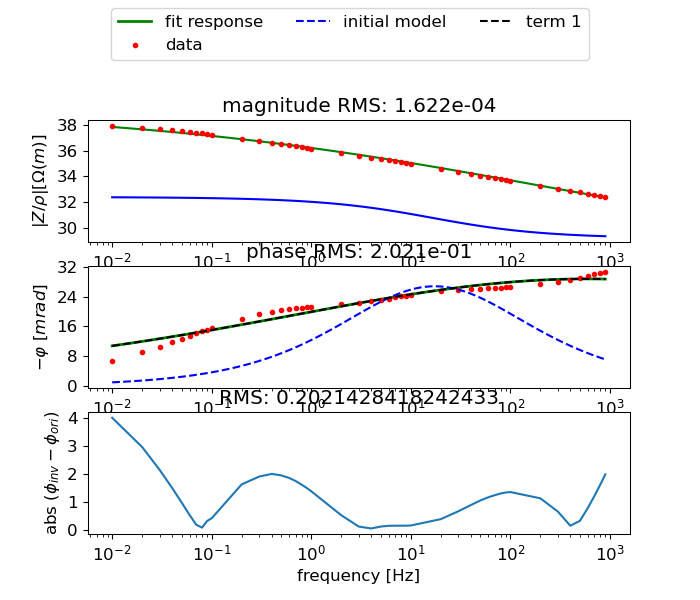 fit response initial model term 1
data
magnitude RMS: 1.622e-04
|Z/ρ|[Ω(m)]
38
36
34
32
30
10⁻² 10⁻¹ 10⁰ 10¹ 10² 10³
phase RMS: 2.021e-01
−φ [mrad]
32
24
16
8
0
10⁻² 10⁻¹ 10⁰ 10¹ 10² 10³
RMS: 0.2021428418242433
abs (ϕ_inv − ϕ_ori)
4
3
2
1
0
10⁻² 10⁻¹ 10⁰ 10¹ 10² 10³
frequency [Hz]